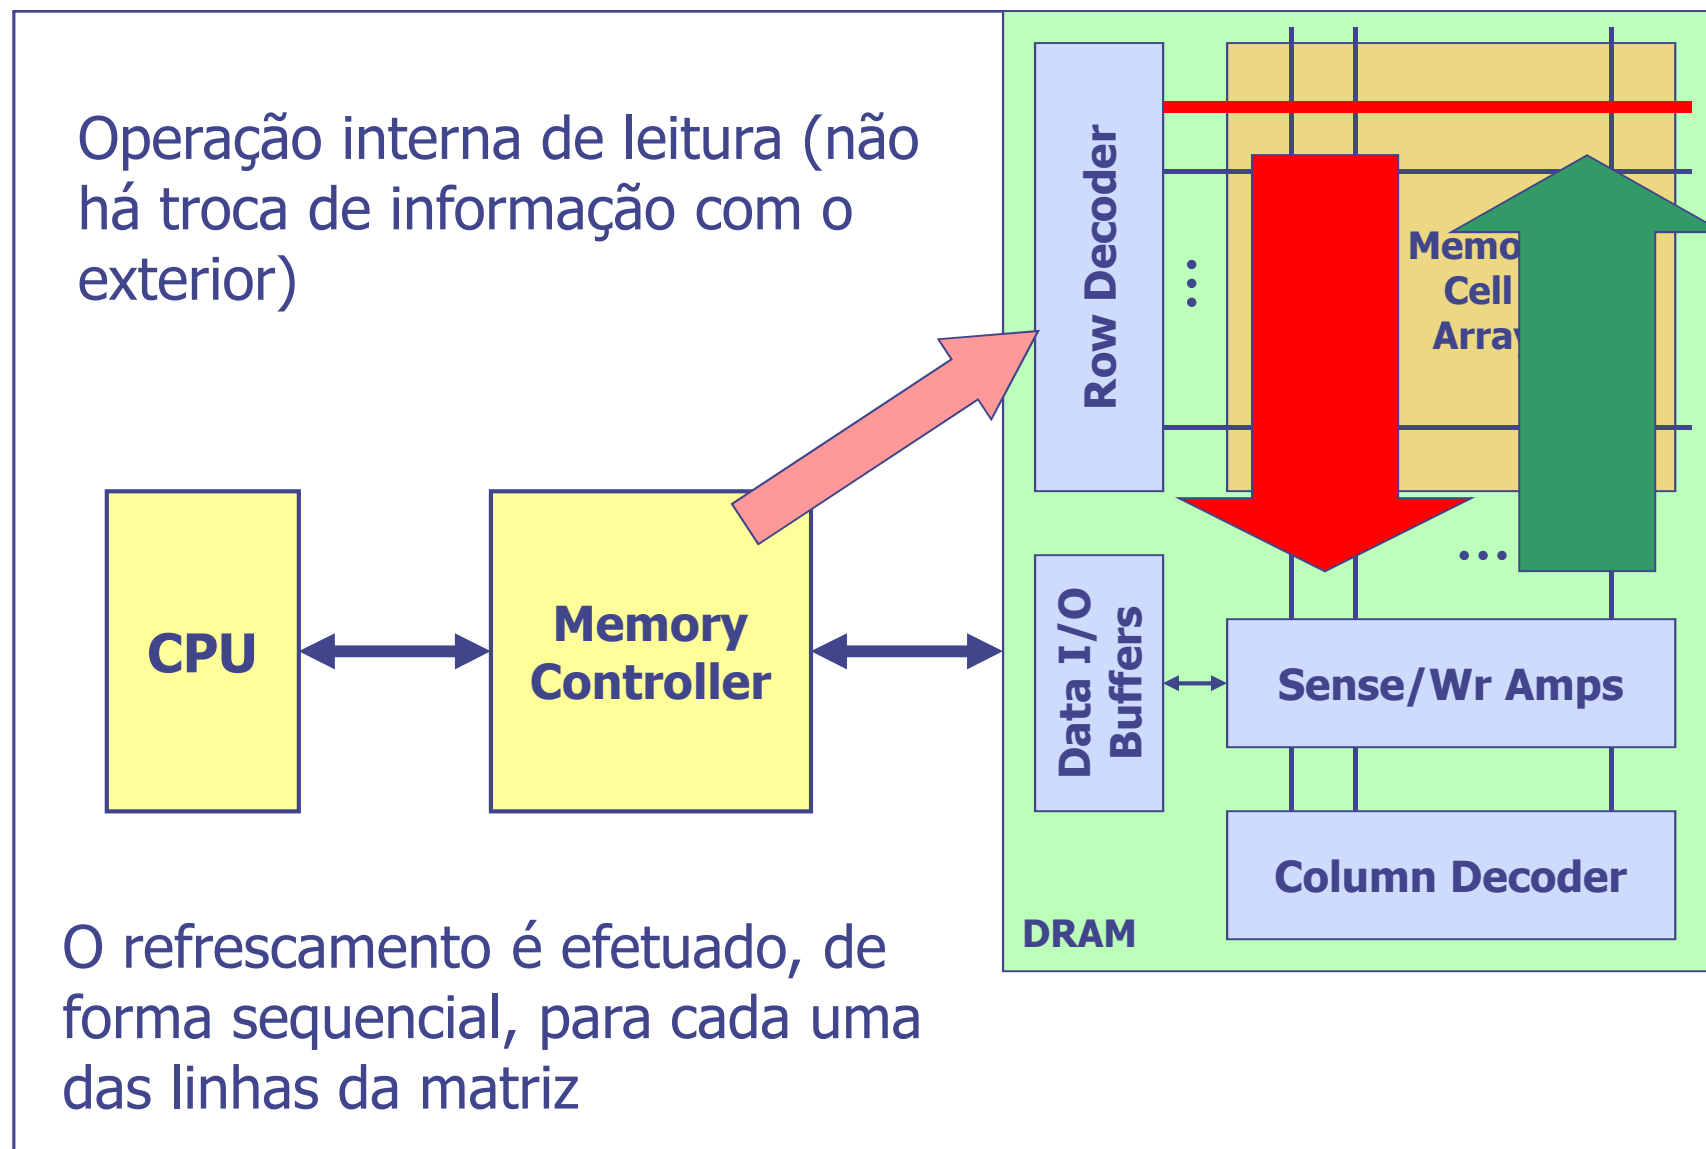 Operação interna de leitura (não
há troca de informação com o
exterior)
CPU
Memory
Controller
O refrescamento é efetuado, de
forma sequencial, para cada uma
das linhas da matriz
Row Decoder
...
Cell
...
Data I/O
Buffers
Sense/Wr Amps
Column Decoder
DRAM